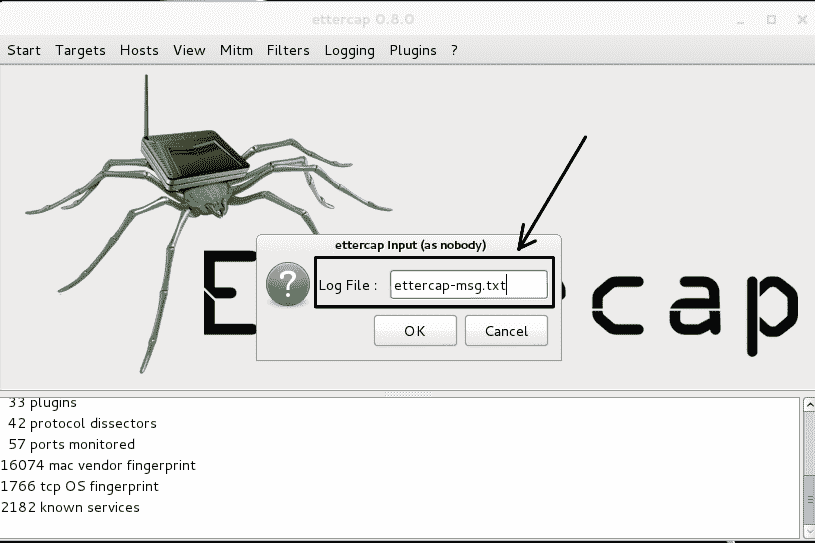 ettercap 0.8.0
Start Targets Hosts View Mitm Filters Logging Plugins ?
E
cap
ettercap Input (as nobody)
Log File : ettercap-msg.txt
OK Cancel
33 plugins
42 protocol dissectors
57 ports monitored
16074 mac vendor fingerprint
1766 tcp OS fingerprint
2182 known services